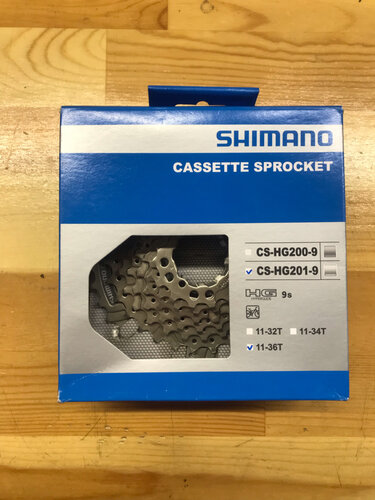 SHIMANO
CASSETTE SPROCKET
CS-HG200-9
CS-HG201-9
HG 9s
11-32T 11-34T
11-36T